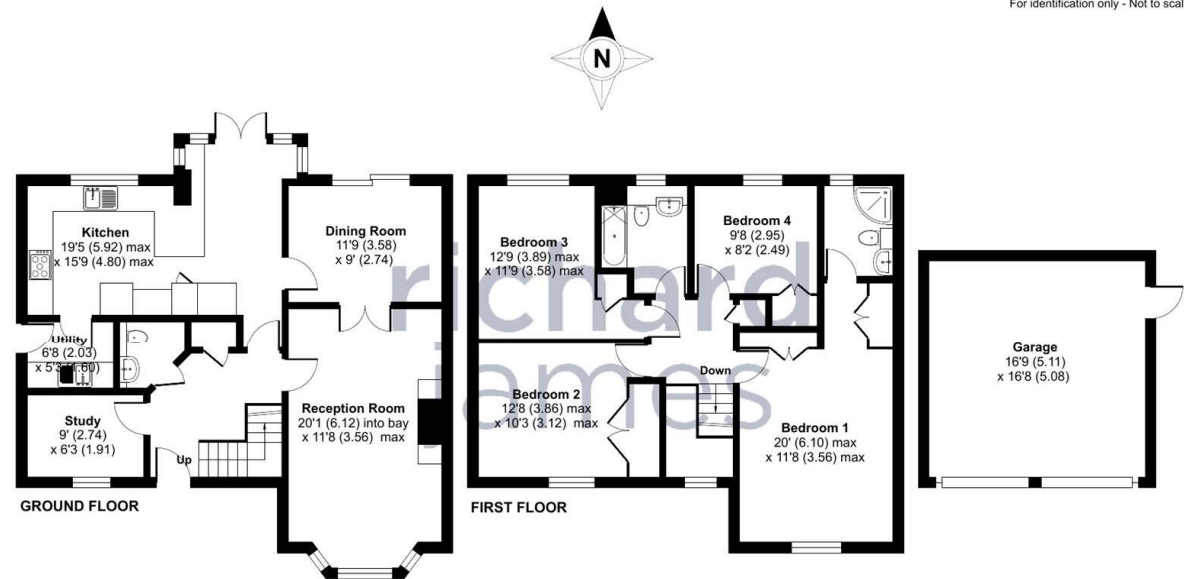 For identification only - Not to scal
N
Kitchen
19'5 (5.92) max
x 15'9 (4.80) max
Dining Room
11'9 (3.58)
x 9' (2.74)
Utility
6'8 (2.03)
x 5'3 (1.60)
Study
9' (2.74)
x 6'3 (1.91)
Up
Reception Room
20'1 (6.12) into bay
x 11'8 (3.56) max
GROUND FLOOR
Bedroom 3
12'9 (3.89) max
x 11'9 (3.58) max
Bedroom 4
9'8 (2.95)
x 8'2 (2.49)
Down
Bedroom 2
12'8 (3.86) max
x 10'3 (3.12) max
Bedroom 1
20' (6.10) max
x 11'8 (3.56) max
FIRST FLOOR
Garage
16'9 (5.11)
x 16'8 (5.08)
richard
james